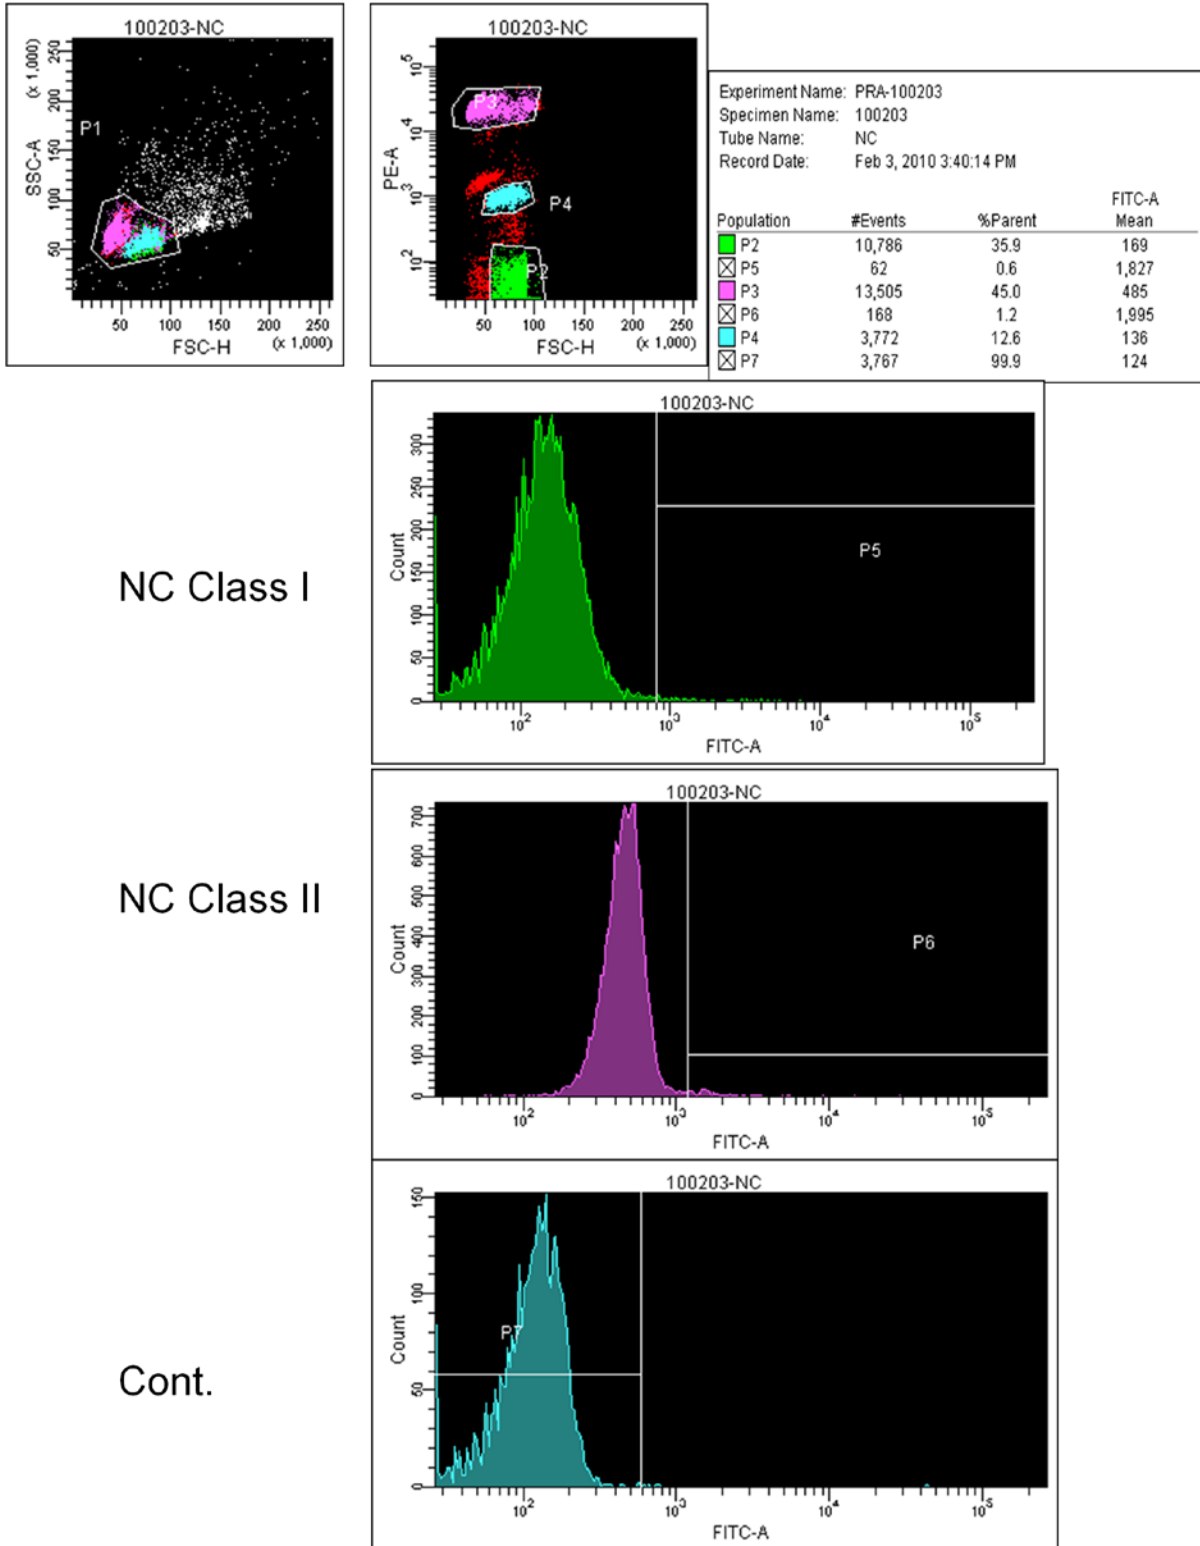 100203-NC
(x 1,000)
250
200
150
100
50
SSC-A
P1
50 100 150 200 250
FSC-H (x 1,000)
100203-NC
10^5
10^4
10^3
10^2
PE-A
P3
P4
P2
50 100 150 200 250
FSC-H (x 1,000)
Experiment Name: PRA-100203
Specimen Name: 100203
Tube Name: NC
Record Date: Feb 3, 2010 3:40:14 PM
FITC-A
Population #Events %Parent Mean
P2 10,786 35.9 169
P5 62 0.6 1,827
P3 13,505 45.0 485
P6 168 1.2 1,995
P4 3,772 12.6 136
P7 3,767 99.9 124
NC Class I
100203-NC
300
250
200
150
100
50
0
Count
P5
10^2 10^3 10^4 10^5
FITC-A
NC Class II
100203-NC
700
600
500
400
300
200
100
0
Count
P6
10^2 10^3 10^4 10^5
FITC-A
Cont.
100203-NC
150
100
50
0
Count
P7
10^2 10^3 10^4 10^5
FITC-A